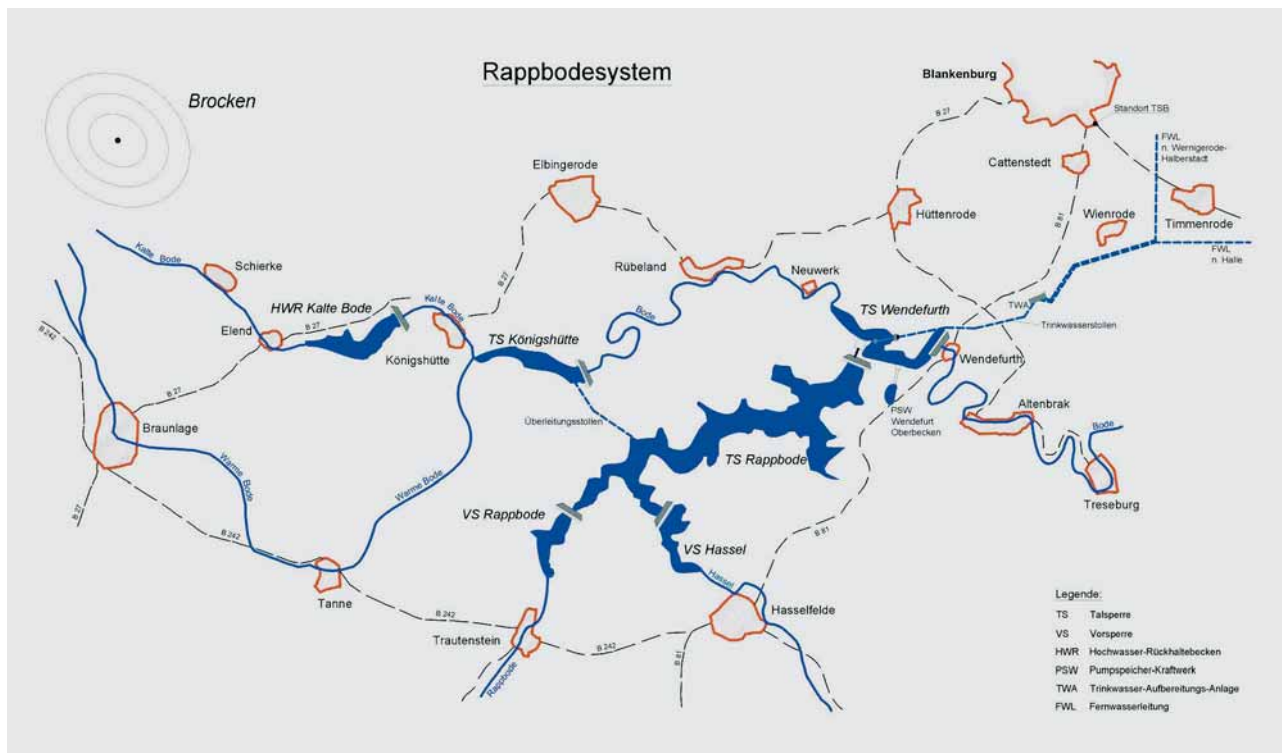 Rappbodesystem
Brocken
Blankenburg
Standort TSB
B 27
FWL
n. Wernigerode-
Halberstadt
Cattenstedt
Elbingerode
Hüttenrode
B 81
Wienrode
Timmenrode
FWL
n. Halle
Kalte Bode
Schierke
Rübeland
Neuwerk
B 27
HWR Kalte Bode
Kalte Bode
Bode
TS Wendefurth
TWA
Trinkwasserstollen
B 242
Elend
B 27
Königshütte
TS Königshütte
Wendefurth
B 27
PSW
Wendefurt
Oberbecken
Altenbrak
Braunlage
Überleitungsstollen
Bode
Warme Bode
TS Rappbode
Warme Bode
Treseburg
B 27
VS Rappbode
B 242
B 81
VS Hassel
Hassel
Tanne
B 242
Hasselfelde
Trautenstein
B 242
B 81
Rappbode
Legende:
TS Talsperre
VS Vorsperre
HWR Hochwasser-Rückhaltebecken
PSW Pumpspeicher-Kraftwerk
TWA Trinkwasser-Aufbereitungs-Anlage
FWL Fernwasserleitung